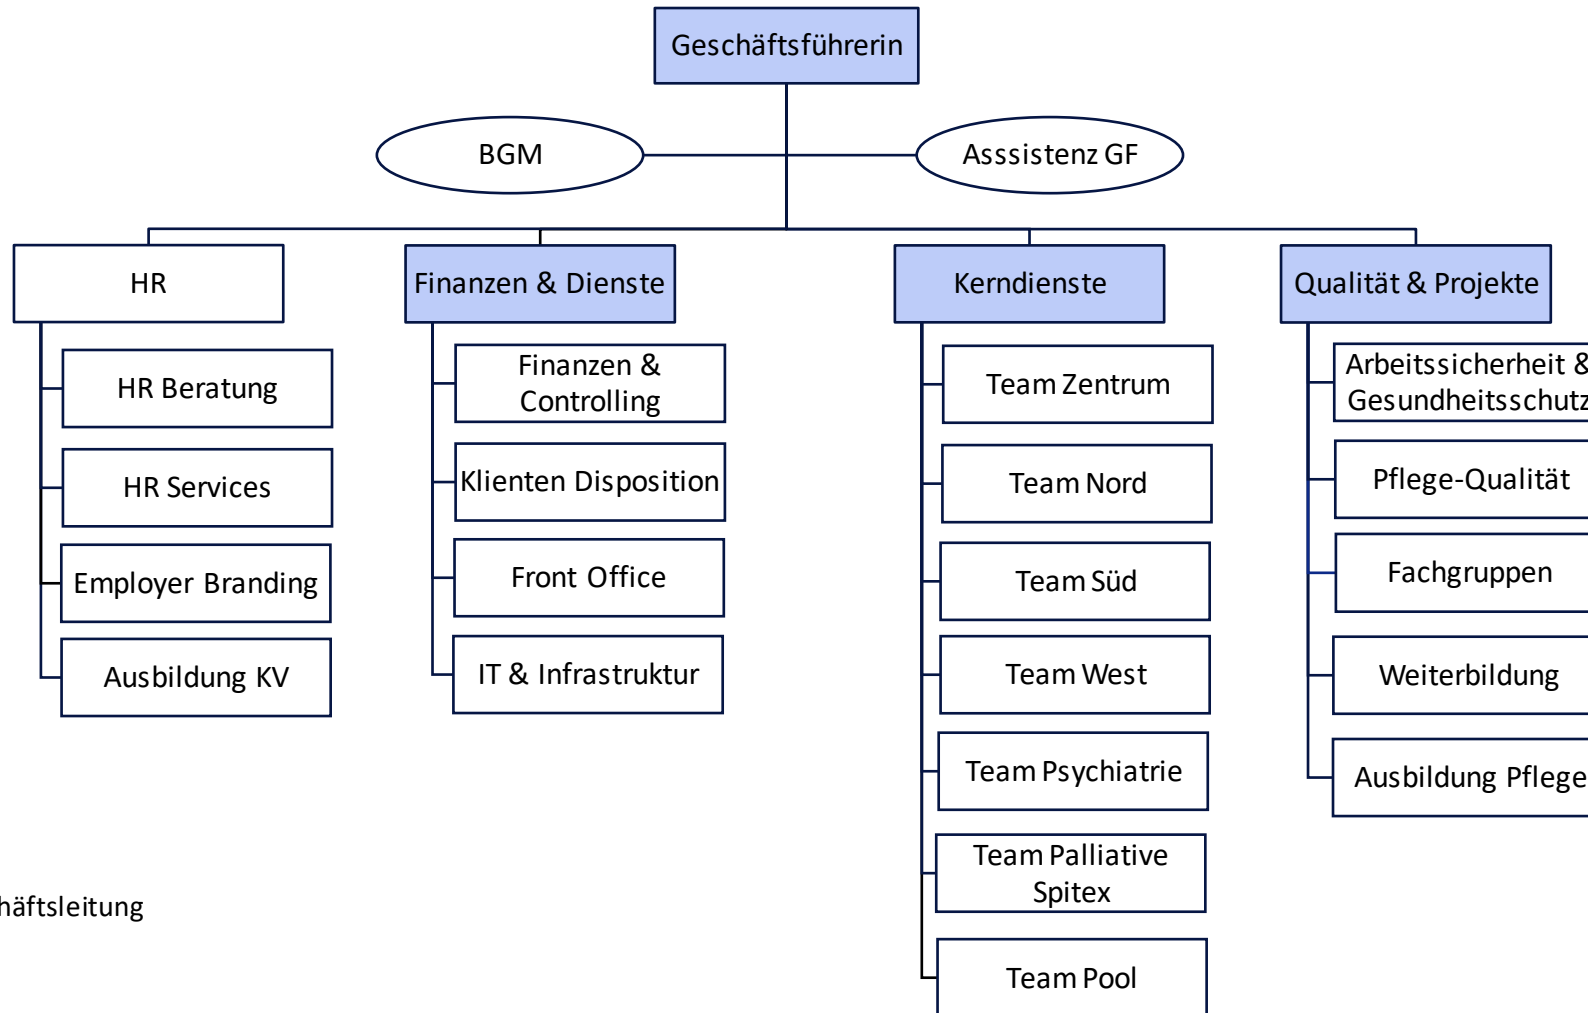 Geschäftsführerin
BGM
Asssistenz GF
HR
Finanzen & Dienste
Kerndienste
Qualität & Projekte
HR Beratung
HR Services
Employer Branding
Ausbildung KV
Finanzen &
Controlling
Klienten Disposition
Front Office
IT & Infrastruktur
Team Zentrum
Team Nord
Team Süd
Team West
Team Psychiatrie
Team Palliative
Spitex
Team Pool
Arbeitssicherheit &
Gesundheitsschutz
Pflege-Qualität
Fachgruppen
Weiterbildung
Ausbildung Pflege
häftsleitung